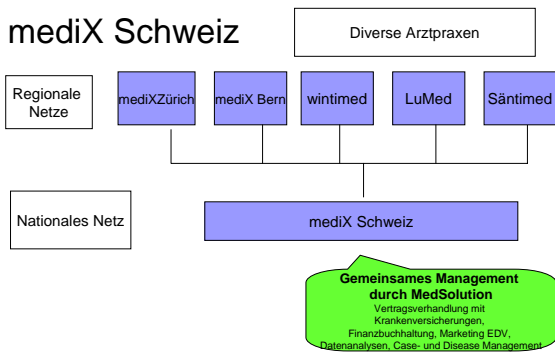 mediX Schweiz
Diverse Arztpraxen
Regionale
Netze
mediXZürich
mediX Bern
wintimed
LuMed
Säntimed
Nationales Netz
mediX Schweiz
Gemeinsames Management
durch MedSolution
Vertragsverhandlung mit
Krankenversicherungen,
Finanzbuchhaltung, Marketing EDV,
Datenanalysen, Case- und Disease Management